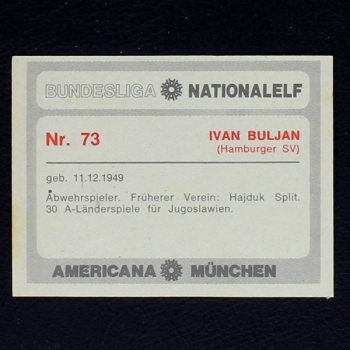 BUNDESLIGA NATIONALELF
Nr. 73
IVAN BULJAN
(Hamburger SV)
geb. 11.12.1949
Abwehrspieler. Früherer Verein: Hajduk Split.
30 A-Länderspiele für Jugoslawien.
AMERICANA MÜNCHEN